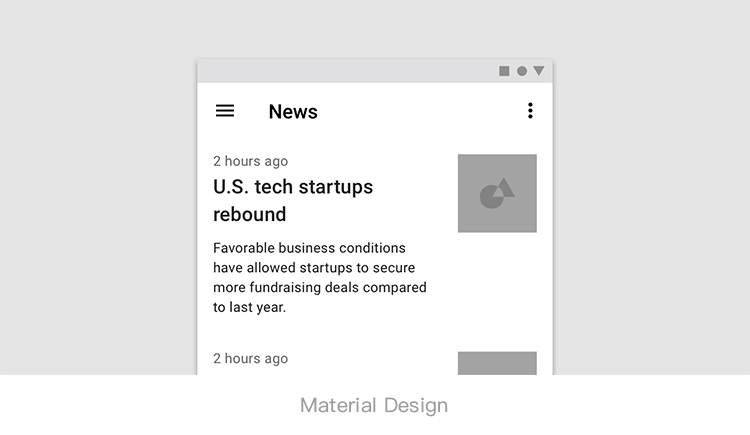 News
2 hours ago
U.S. tech startups
rebound
Favorable business conditions
have allowed startups to secure
more fundraising deals compared
to last year.
2 hours ago
Material Design